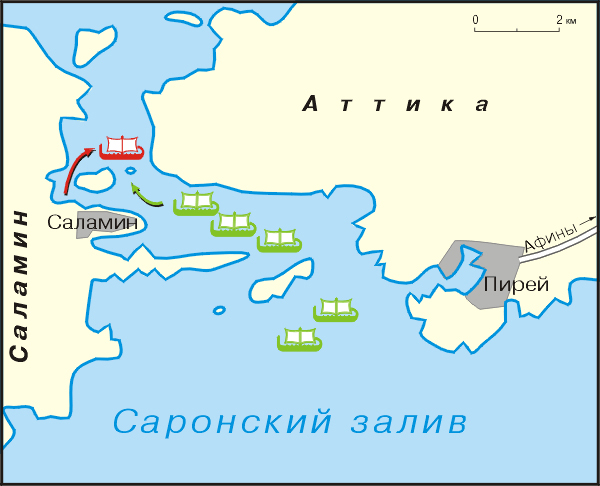 0 2 км
Аттика
Саламин
Саламин
Афины
Пирей
Саронский залив